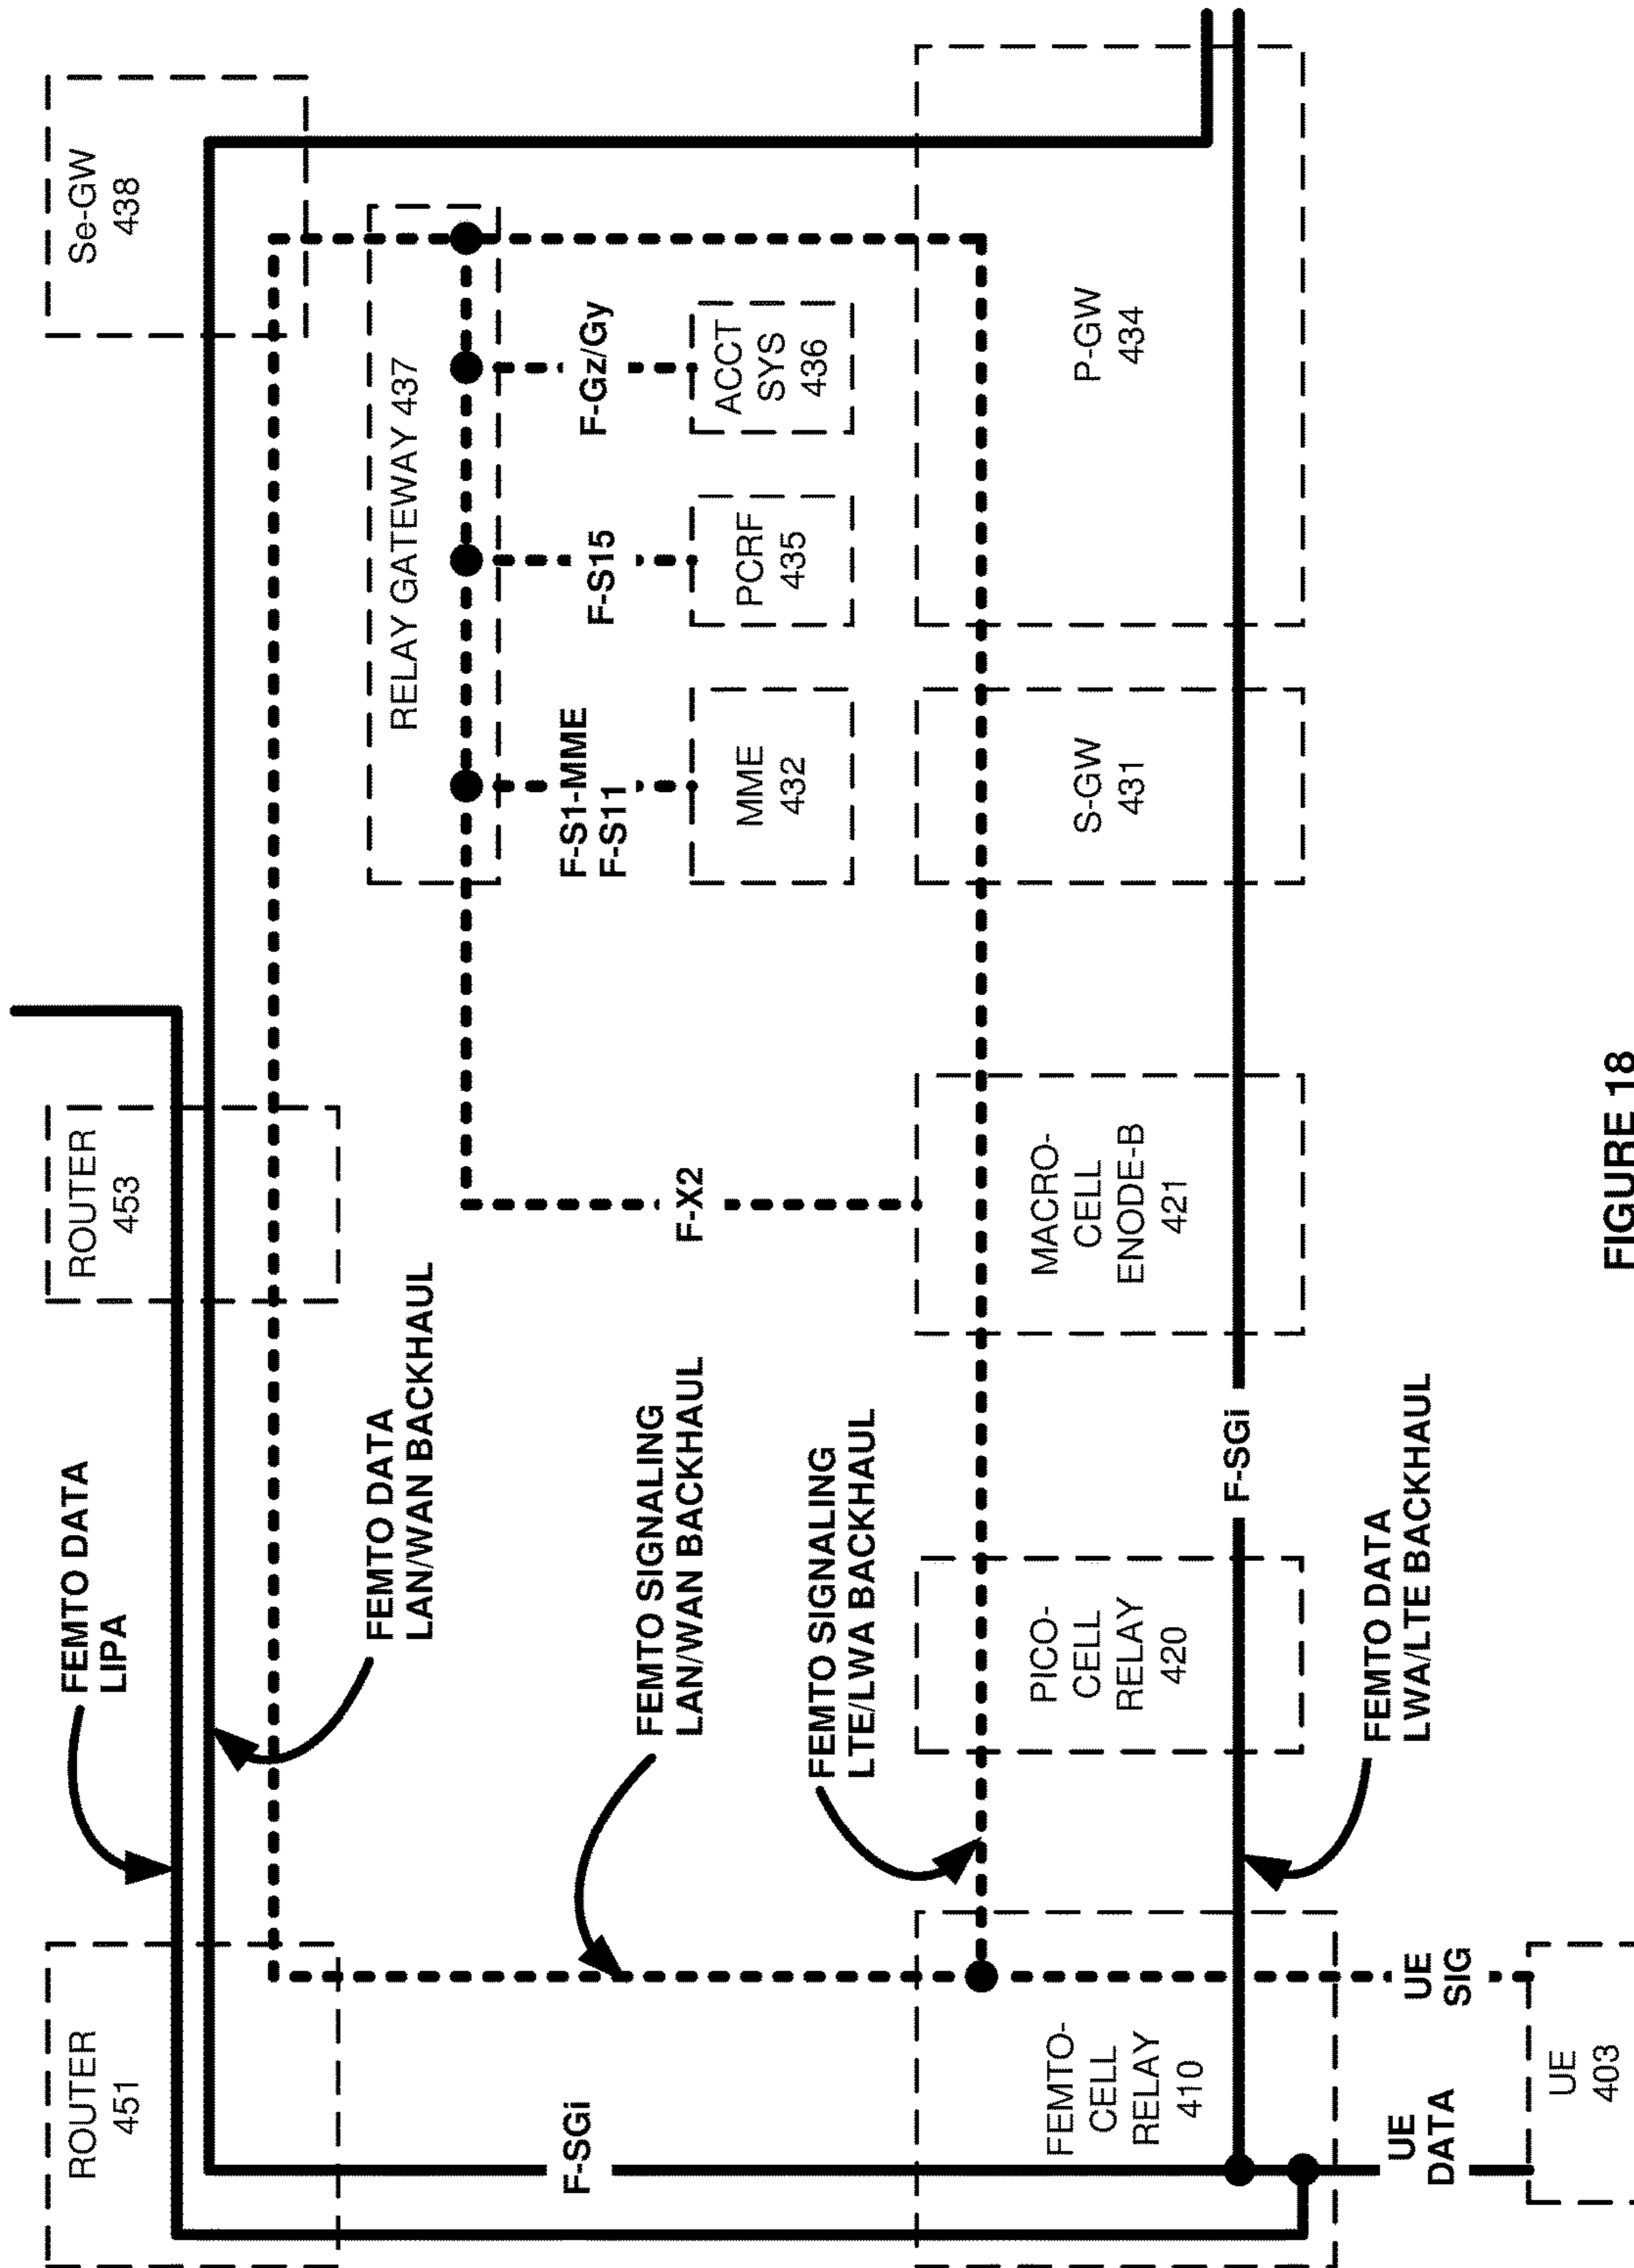 FEMTO DATA
LIPA
ROUTER
451
ROUTER
453
Se-GW
438
FEMTO DATA
LAN/WAN BACKHAUL
RELAY GATEWAY 437
F-SGi
FEMTO SIGNALING
LAN/WAN BACKHAUL
F-X2
F-S1-MME
F-S11
F-S15
F-Gz/Gy
MME
432
PCRF
435
ACCT
SYS
436
FEMTO SIGNALING
LTE/LWA BACKHAUL
FEMTO-
CELL
RELAY
410
PICO-
CELL
RELAY
420
MACRO-
CELL
ENODE-B
421
S-GW
431
P-GW
434
F-SGi
FEMTO DATA
LWA/LTE BACKHAUL
UE
DATA
UE
SIG
UE
403
FIGURE 18